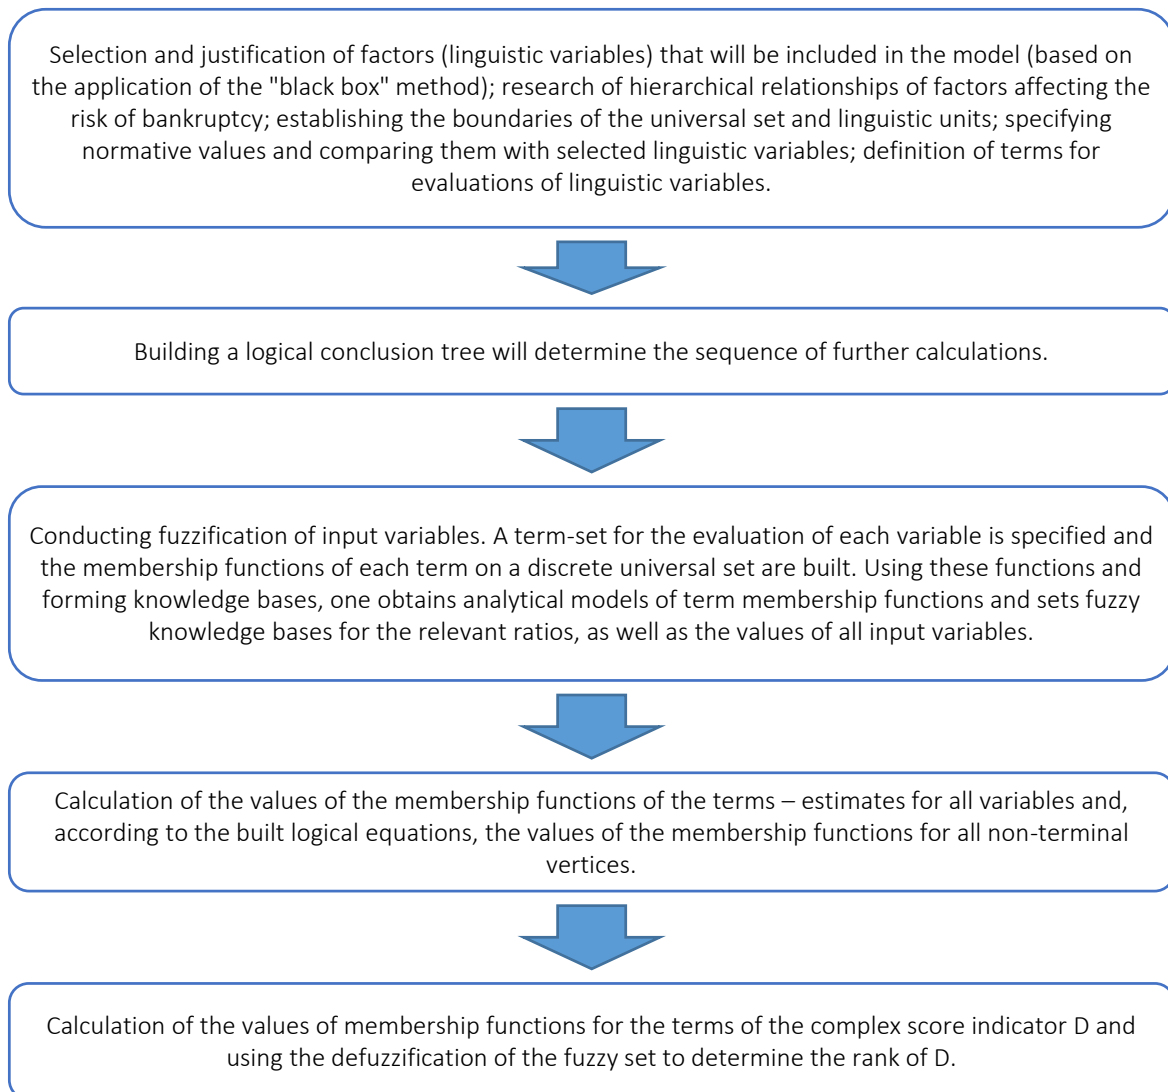 Selection and justification of factors (linguistic variables) that will be included in the model (based on
the application of the "black box" method); research of hierarchical relationships of factors affecting the
risk of bankruptcy; establishing the boundaries of the universal set and linguistic units; specifying
normative values and comparing them with selected linguistic variables; definition of terms for
evaluations of linguistic variables.
Building a logical conclusion tree will determine the sequence of further calculations.
Conducting fuzzification of input variables. A term-set for the evaluation of each variable is specified and
the membership functions of each term on a discrete universal set are built. Using these functions and
forming knowledge bases, one obtains analytical models of term membership functions and sets fuzzy
knowledge bases for the relevant ratios, as well as the values of all input variables.
Calculation of the values of the membership functions of the terms – estimates for all variables and,
according to the built logical equations, the values of the membership functions for all non-terminal
vertices.
Calculation of the values of membership functions for the terms of the complex score indicator D and
using the defuzzification of the fuzzy set to determine the rank of D.